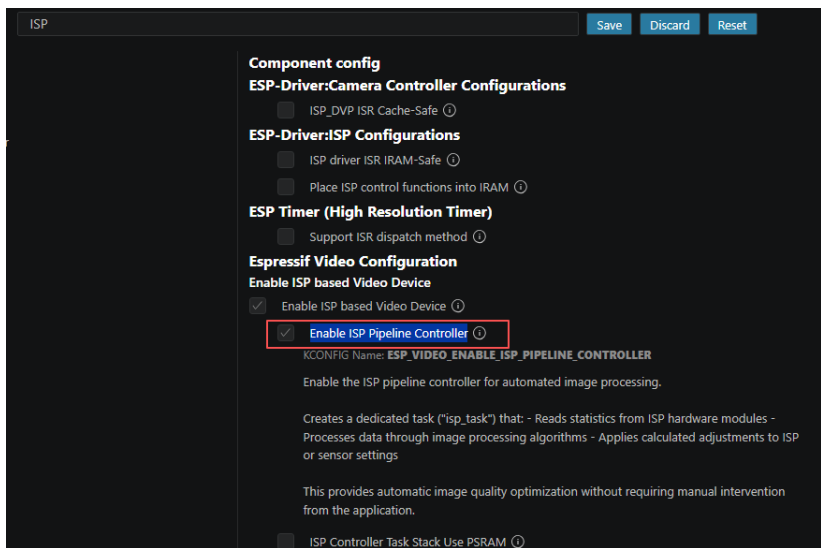 ISP
Save
Discard
Reset
Component config
ESP-Driver:Camera Controller Configurations
ISP_DVP ISR Cache-Safe
ESP-Driver:ISP Configurations
ISP driver ISR IRAM-Safe
Place ISP control functions into IRAM
ESP Timer (High Resolution Timer)
Support ISR dispatch method
Espressif Video Configuration
Enable ISP based Video Device
Enable ISP based Video Device
Enable ISP Pipeline Controller
KCONFIG Name: ESP_VIDEO_ENABLE_ISP_PIPELINE_CONTROLLER
Enable the ISP pipeline controller for automated image processing.
Creates a dedicated task ("isp_task") that: - Reads statistics from ISP hardware modules -
Processes data through image processing algorithms - Applies calculated adjustments to ISP
or sensor settings
This provides automatic image quality optimization without requiring manual intervention
from the application.
ISP Controller Task Stack Use PSRAM